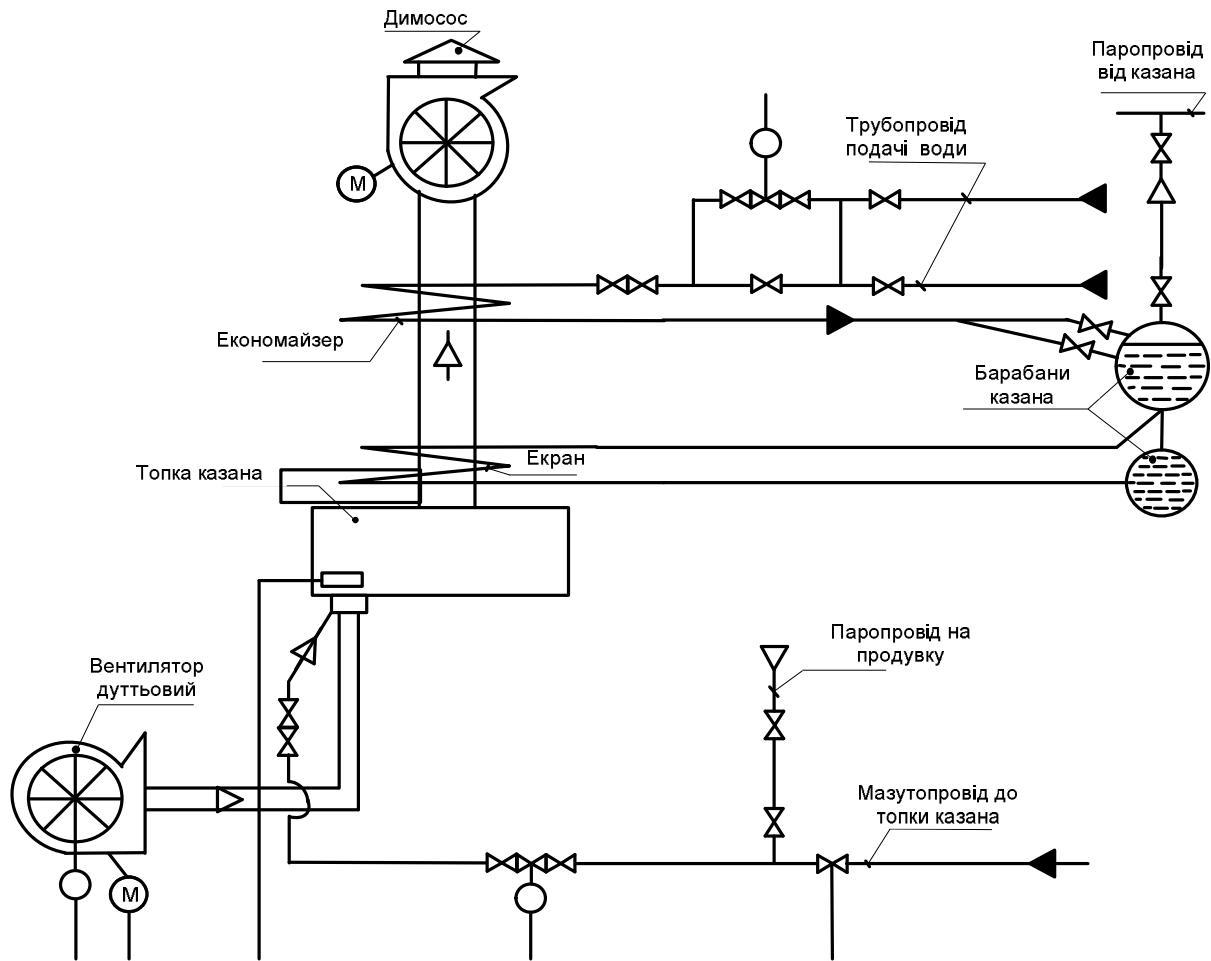 Димосос
Паропровід
від казана
Трубопровід
подачі води
М
Економайзер
Барабани
казана
Екран
Топка казана
Паропровід на
продувку
Вентилятор
дуттьовий
Мазутопровід до
топки казана
М